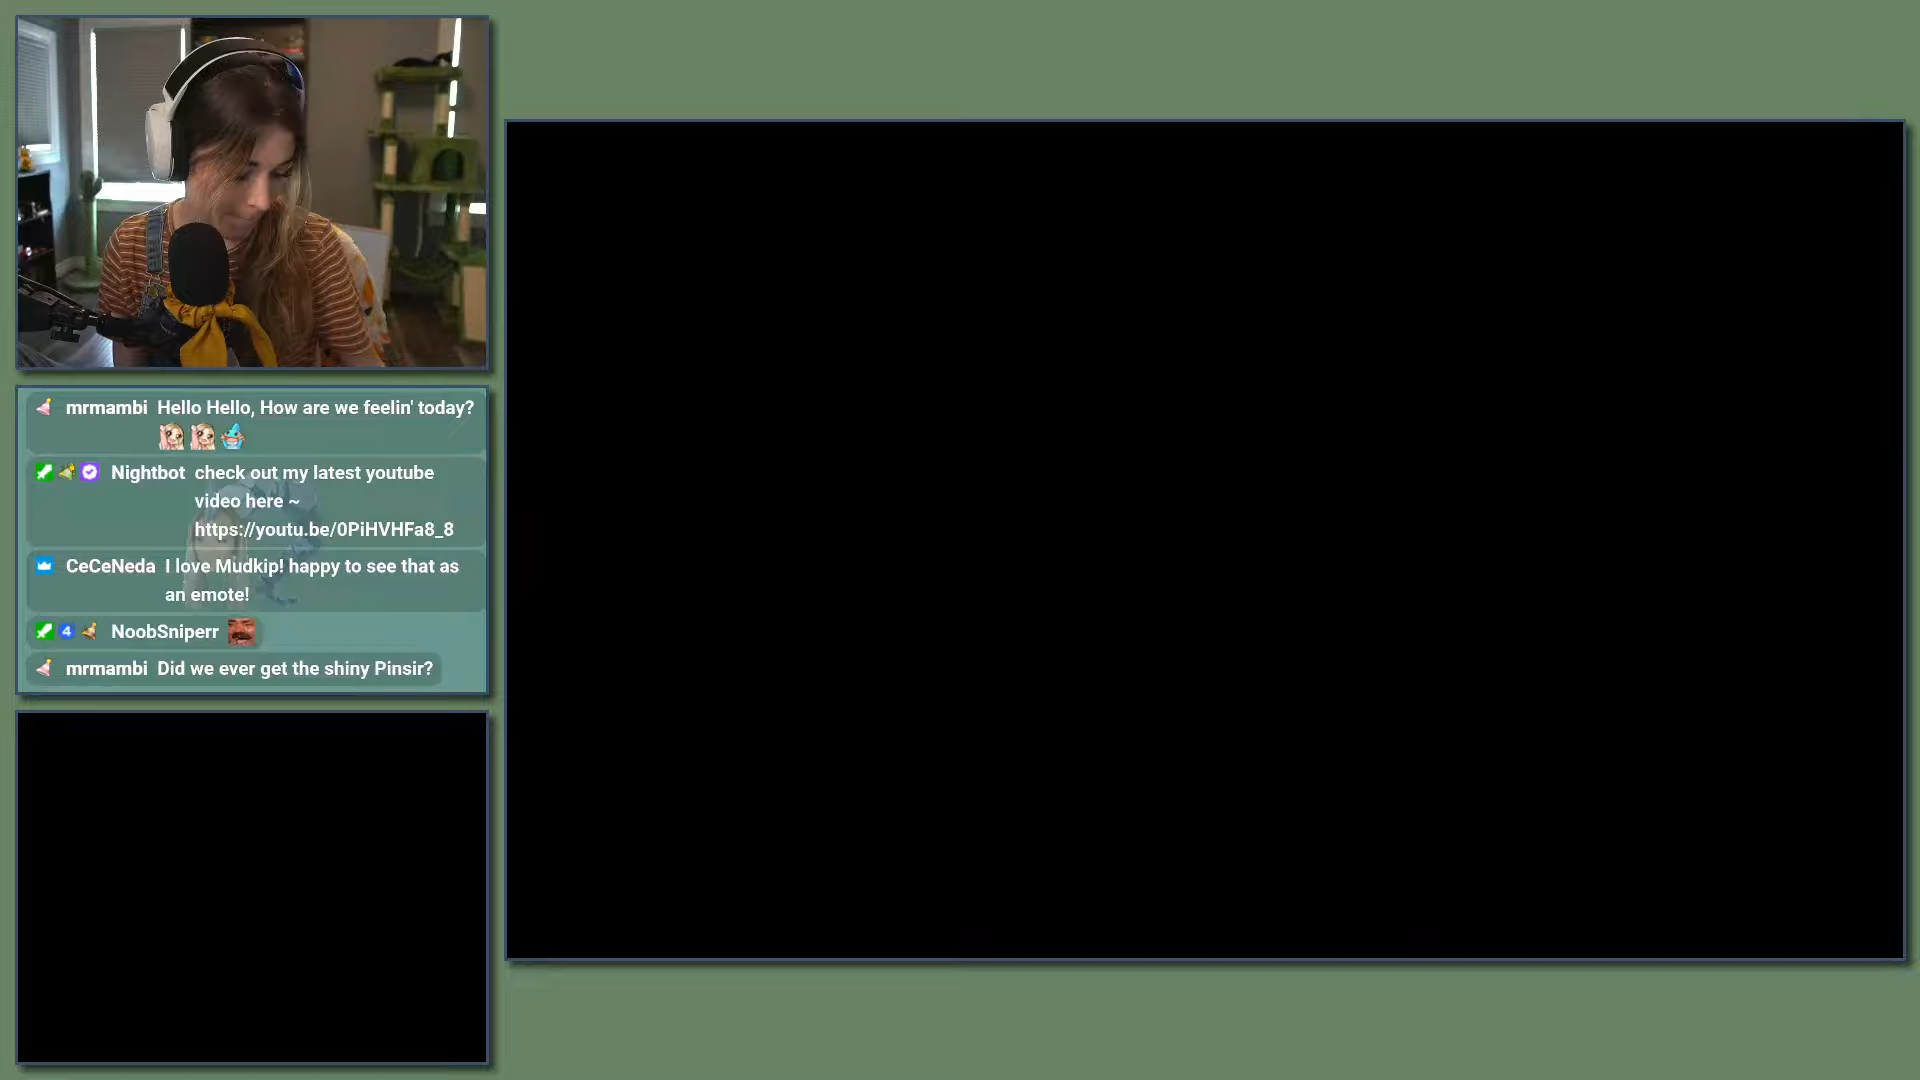 mrmambi Hello Hello, How are we feelin' today?
Nightbot check out my latest youtube
video here ~
https://youtu.be/0PiHVHFa8_8
CeCeNeda I love Mudkip! happy to see that as
an emote!
4 NoobSniperr
mrmambi Did we ever get the shiny Pinsir?